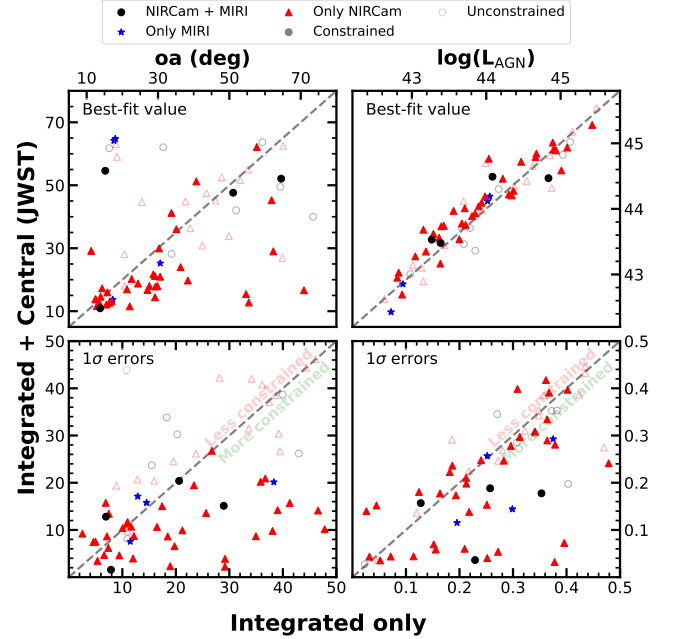 NIRCam + MIRI
Only NIRCam
Unconstrained
Only MIRI
Constrained
oa (deg)
log(L_AGN)
10 30 50 70
43 44 45
Best-fit value
Best-fit value
70
50
30
10
45
44
43
Integrated + Central (JWST)
1σ errors
1σ errors
Less constrained
More constrained
Less constrained
More constrained
50
40
30
20
10
0.5
0.4
0.3
0.2
0.1
10 20 30 40 50
0.1 0.2 0.3 0.4 0.5
Integrated only